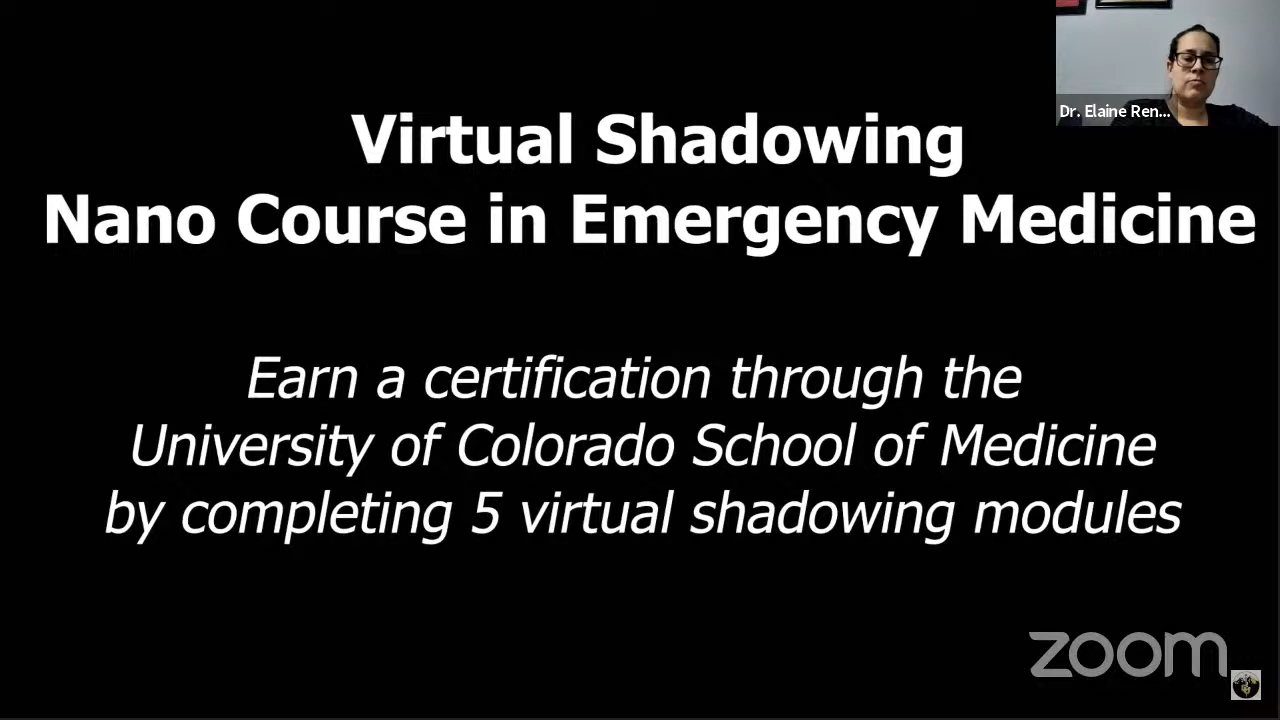 Dr. Elaine Ren...
Virtual Shadowing
Nano Course in Emergency Medicine
Earn a certification through the
University of Colorado School of Medicine
by completing 5 virtual shadowing modules
zoom